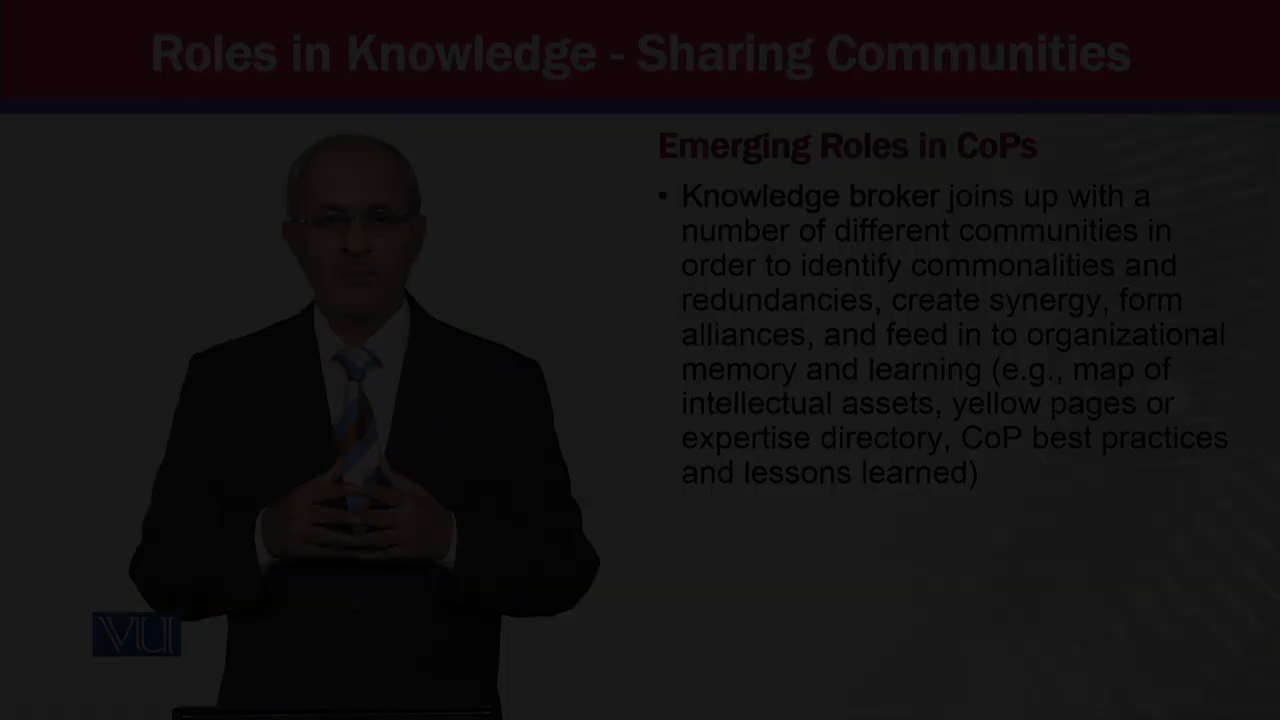 Roles in Knowledge - Sharing Communities
Emerging Roles in CoPs
• Knowledge broker joins up with a
number of different communities in
order to identify commonalities and
redundancies, create synergy, form
alliances, and feed in to organizational
memory and learning (e.g., map of
intellectual assets, yellow pages or
expertise directory, CoP best practices
and lessons learned)
VU